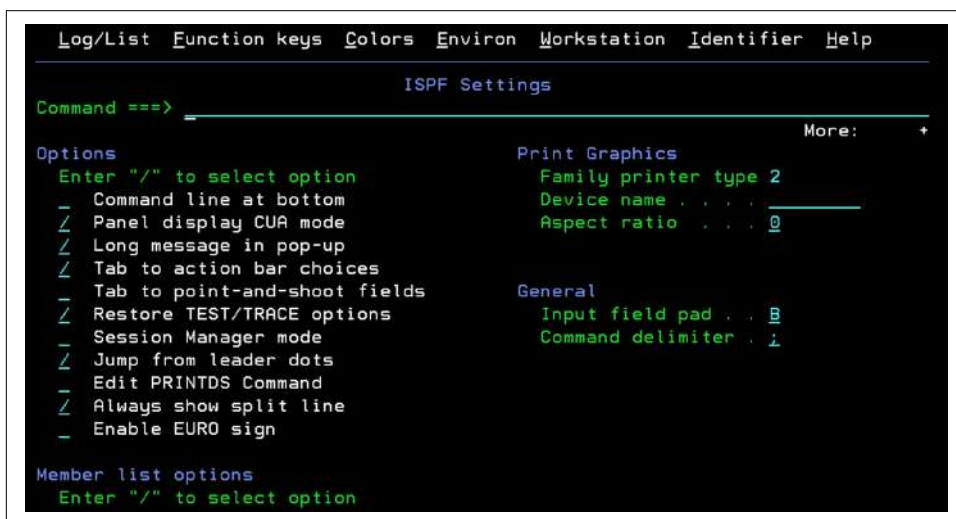 Log/List Function keys Colors Environ Workstation Identifier Help
ISPF Settings
Command ===> _
More: +
Options
Enter "/" to select option
_ Command line at bottom
/ Panel display CUA mode
/ Long message in pop-up
/ Tab to action bar choices
_ Tab to point-and-shoot fields
/ Restore TEST/TRACE options
_ Session Manager mode
/ Jump from leader dots
_ Edit PRINTDS Command
/ Always show split line
_ Enable EURO sign
Print Graphics
Family printer type 2
Device name . . . . ________
Aspect ratio . . . 0
General
Input field pad . . B
Command delimiter . ;
Member list options
Enter "/" to select option